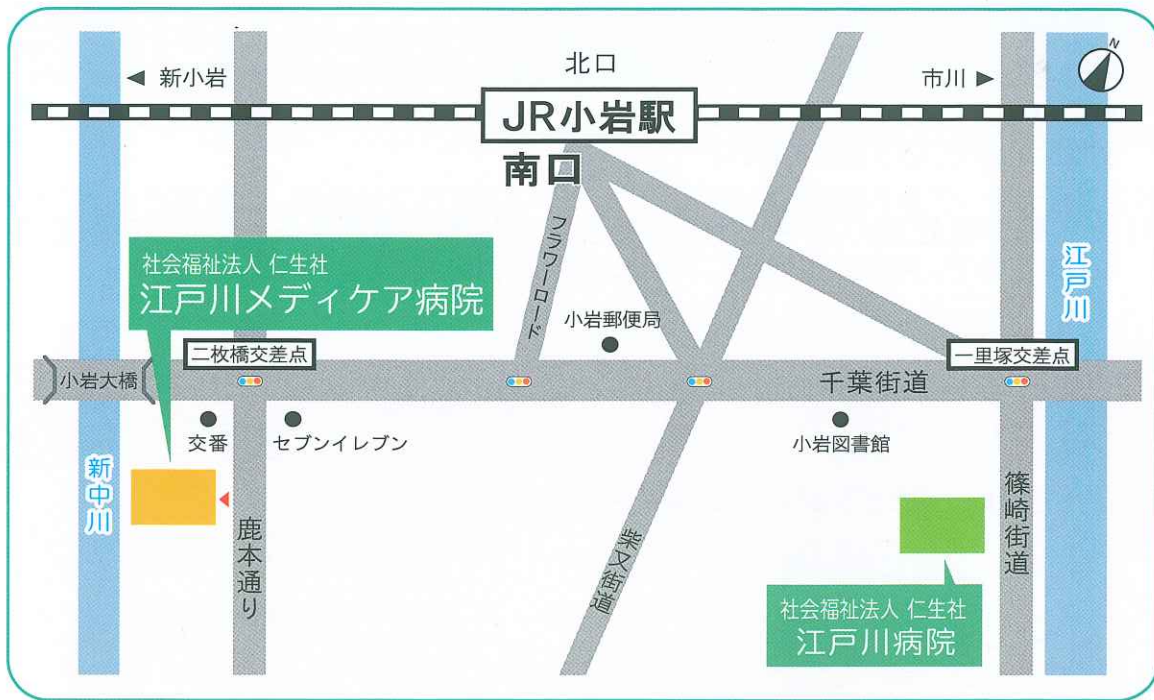 N
北口
新小岩
市川
JR小岩駅
南口
フラワーロード
社会福祉法人 仁生社
江戸川メディケア病院
江戸川
小岩郵便局
二枚橋交差点
一里塚交差点
小岩大橋
千葉街道
交番
セブンイレブン
小岩図書館
新中川
鹿本通り
柴又街道
篠崎街道
社会福祉法人 仁生社
江戸川病院